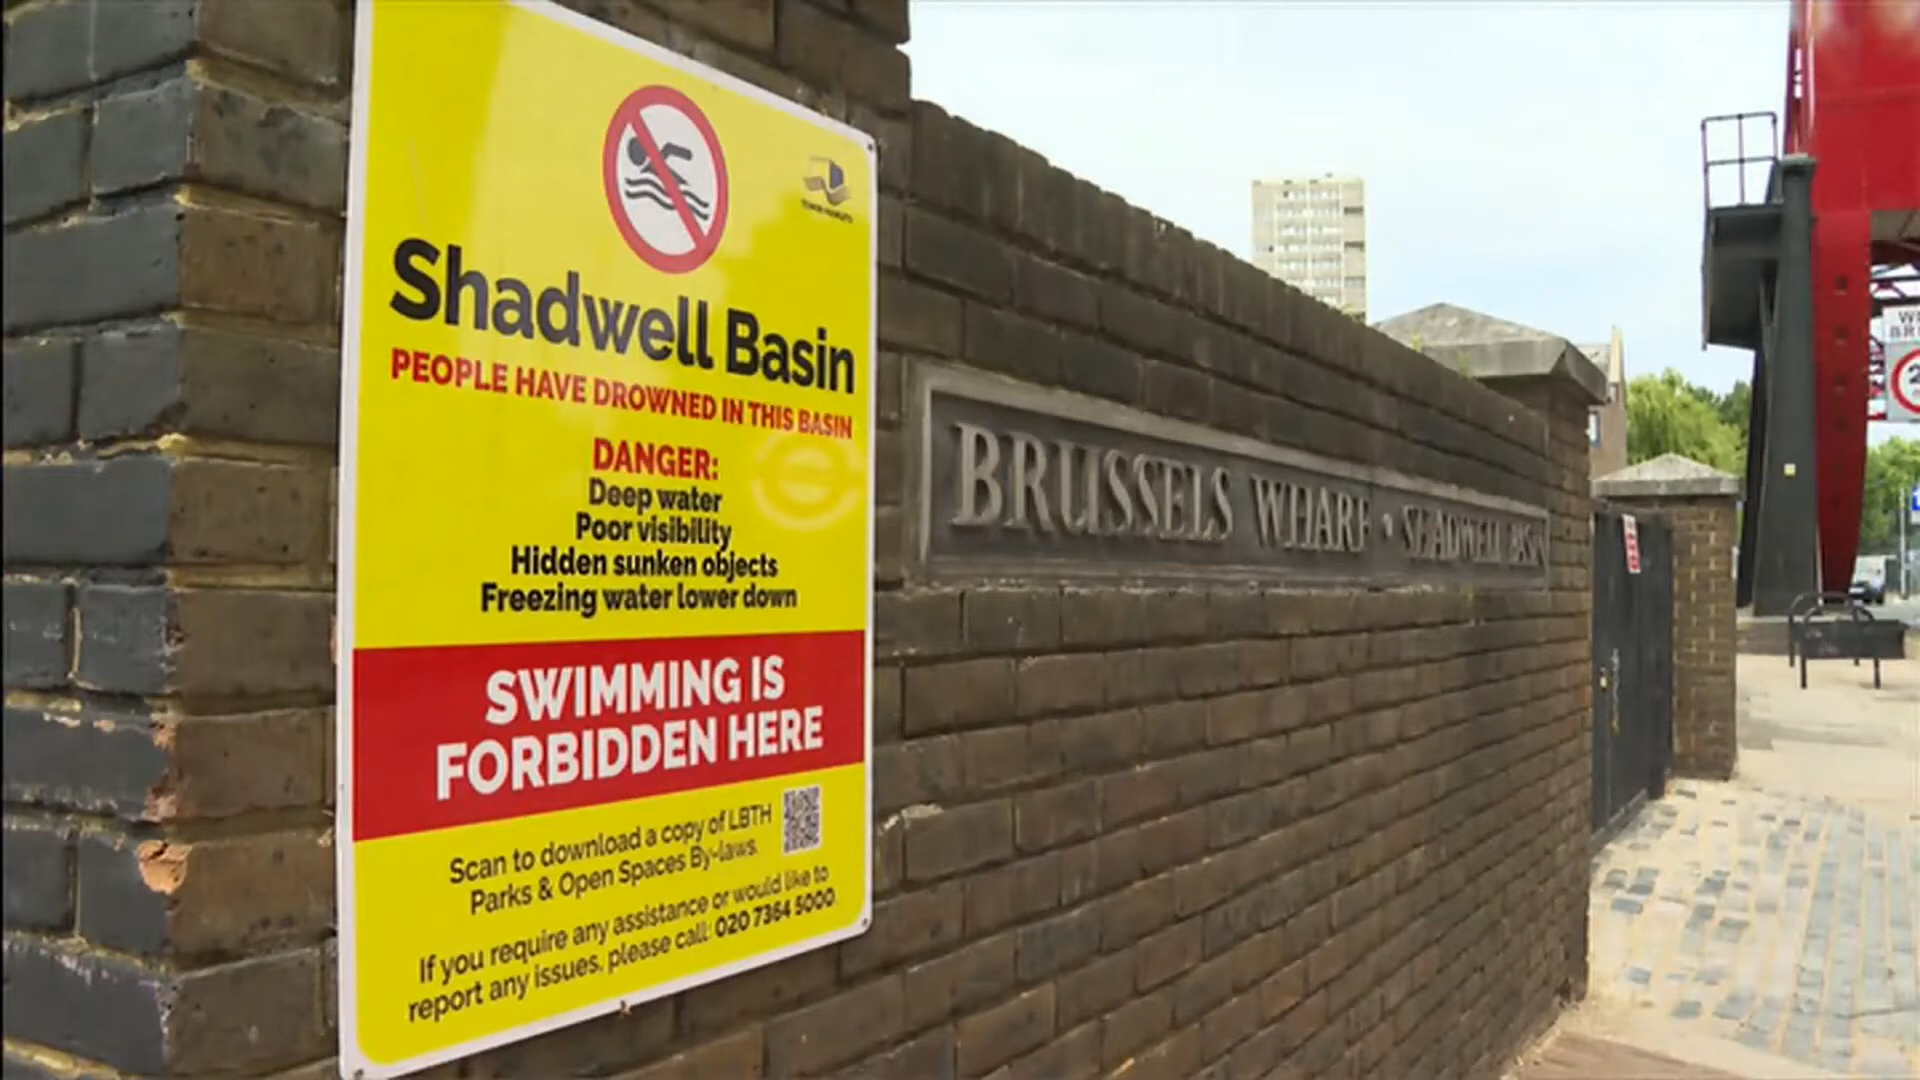 TOWER HAMLETS
Shadwell Basin
PEOPLE HAVE DROWNED IN THIS BASIN
DANGER:
Deep water
Poor visibility
Hidden sunken objects
Freezing water lower down
SWIMMING IS
FORBIDDEN HERE
Scan to download a copy of LBTH
Parks & Open Spaces By-laws.
If you require any assistance or would like to
report any issues, please call: 020 7364 5000.
BRUSSELS WHARF • SHADWELL BASIN